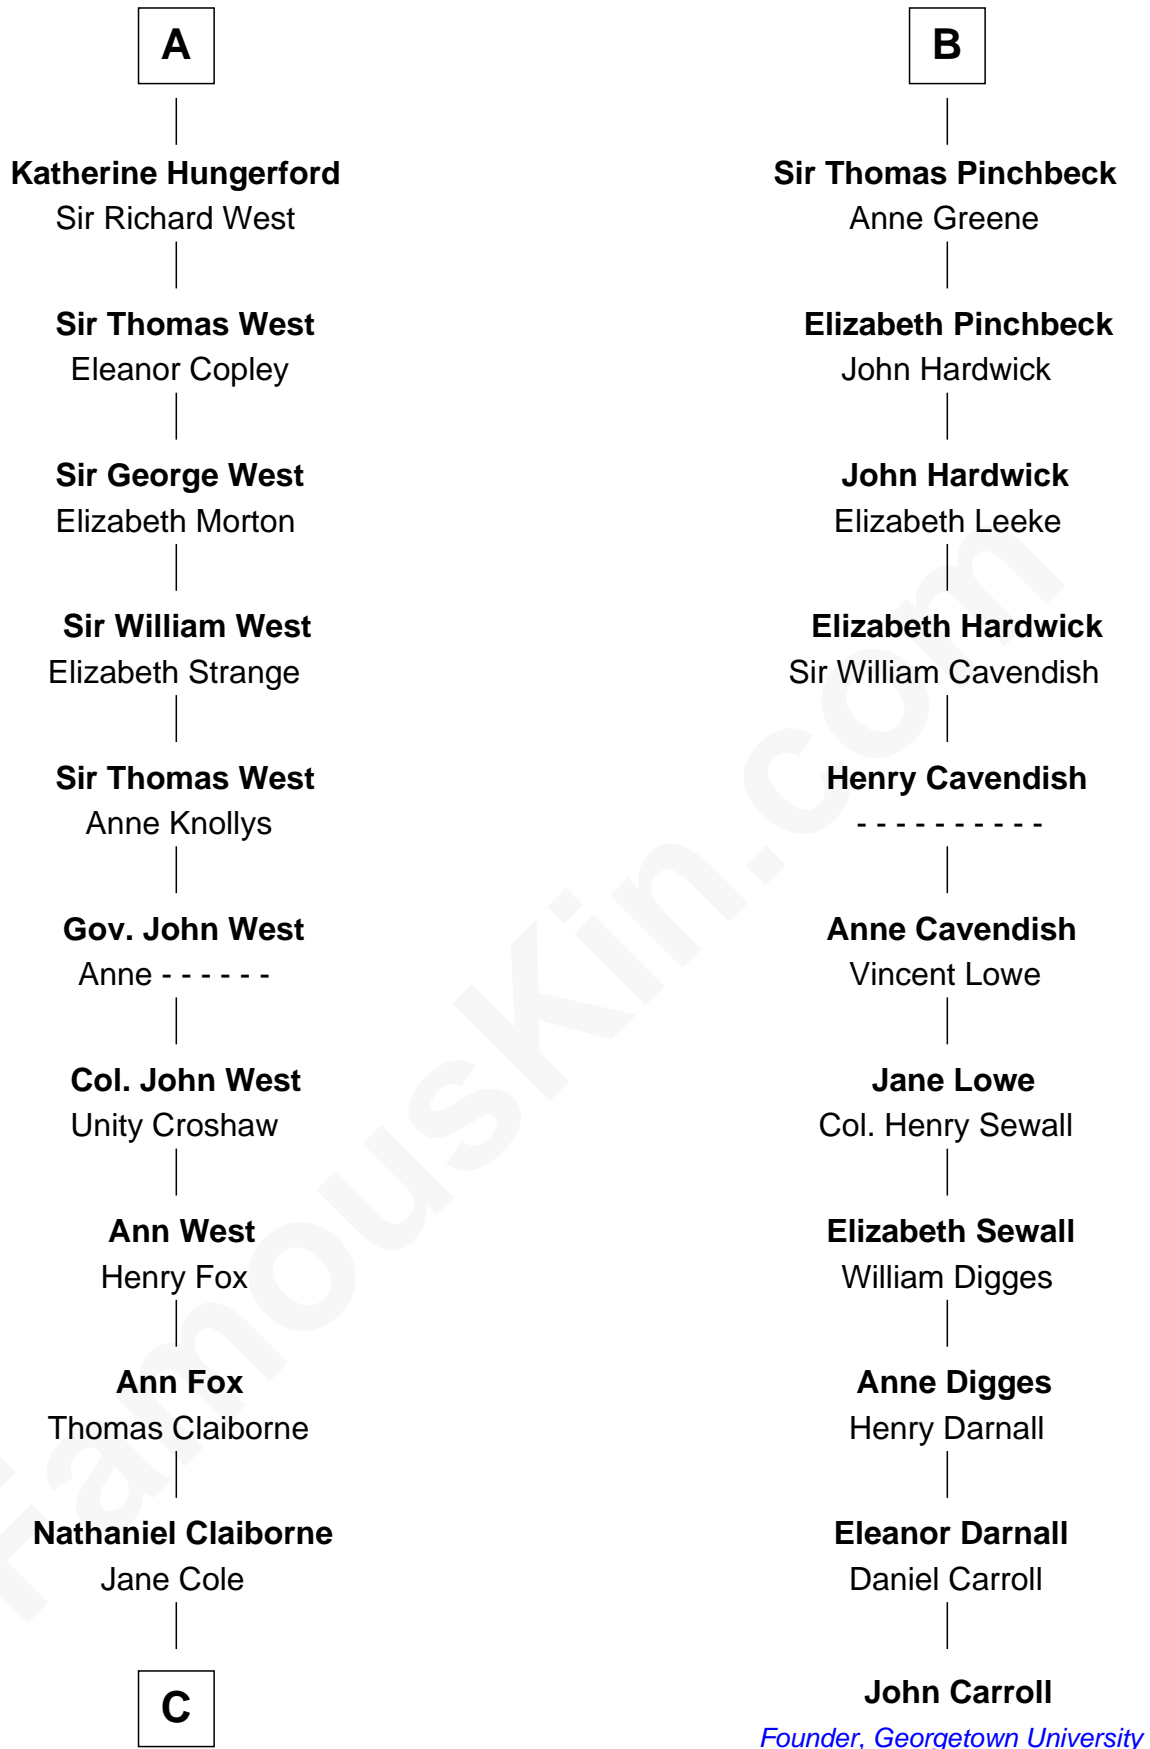 A
Katherine Hungerford
Sir Richard West
Sir Thomas West
Eleanor Copley
Sir George West
Elizabeth Morton
Sir William West
Elizabeth Strange
Sir Thomas West
Anne Knollys
Gov. John West
Anne - - - - - -
Col. John West
Unity Croshaw
Ann West
Henry Fox
Ann Fox
Thomas Claiborne
Nathaniel Claiborne
Jane Cole
C
B
Sir Thomas Pinchbeck
Anne Greene
Elizabeth Pinchbeck
John Hardwick
John Hardwick
Elizabeth Leeke
Elizabeth Hardwick
Sir William Cavendish
Henry Cavendish
- - - - - - - - - -
Anne Cavendish
Vincent Lowe
Jane Lowe
Col. Henry Sewall
Elizabeth Sewall
William Digges
Anne Digges
Henry Darnall
Eleanor Darnall
Daniel Carroll
John Carroll
Founder, Georgetown University
FamousKin.com